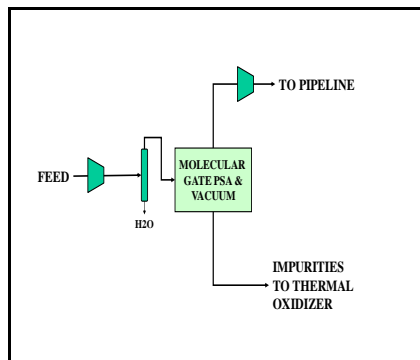 TO PIPELINE
MOLECULAR
GATE PSA &
VACUUM
FEED
H2O
IMPURITIES
TO THERMAL
OXIDIZER